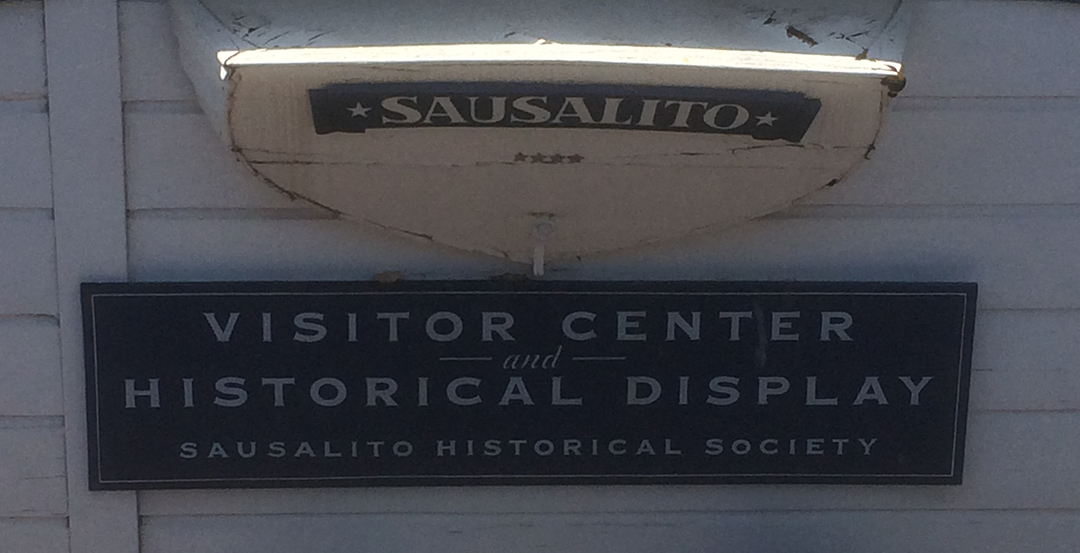 ★SAUSALITO★
★★★★
VISITOR CENTER
— and —
HISTORICAL DISPLAY
SAUSALITO HISTORICAL SOCIETY